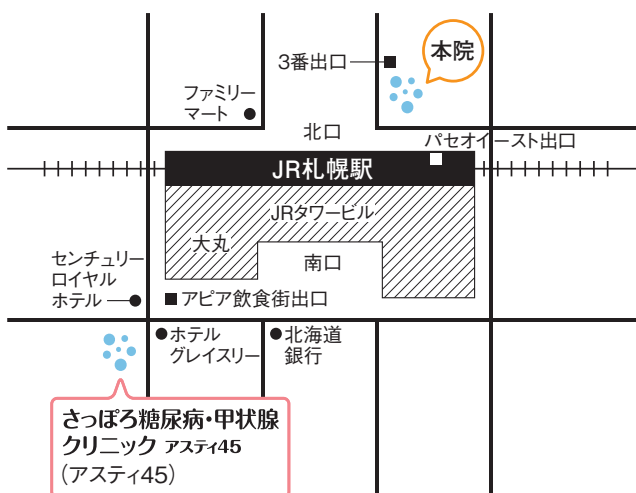 本院
3番出口
ファミリー
マート
北口
パセオイースト出口
JR札幌駅
JRタワービル
大丸
南口
センチュリー
ロイヤル
ホテル
アピア飲食街出口
ホテル
グレイスリー
北海道
銀行
さっぽろ糖尿病・甲状腺
クリニック アスティ45
(アスティ45)